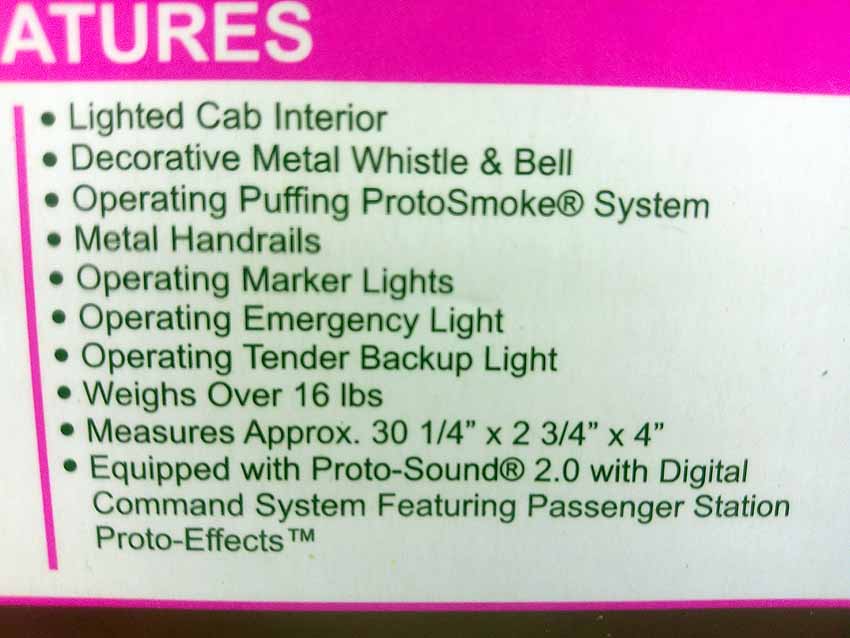 ATURES
• Lighted Cab Interior
• Decorative Metal Whistle & Bell
• Operating Puffing ProtoSmoke® System
• Metal Handrails
• Operating Marker Lights
• Operating Emergency Light
• Operating Tender Backup Light
• Weighs Over 16 lbs
• Measures Approx. 30 1/4” x 2 3/4” x 4”
• Equipped with Proto-Sound® 2.0 with Digital
Command System Featuring Passenger Station
Proto-Effects™